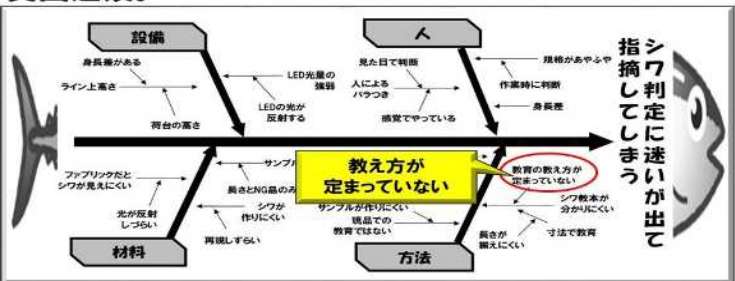 設備
人
身長差がある
ライン上高さ
荷台の高さ
LED光量の
強弱
LEDの光が
反射する
見た目で判断
人による
バラつき
感覚でやっている
規格があやふや
作業時に判断
身長差
シワ判定に迷いが出て
指摘してしまう
ファブリックだと
シワが見えにくい
光が反射
しづらい
サンプル
長さとNG品のみ
シワが
作りにくい
再現しずらい
教え方が
定まっていない
サンプルが作りにくい
現品での
教育ではない
教育の教え方が
定まっていない
シワ教本が
分かりにくい
寸法で教育
長さが
揃えにくい
材料
方法